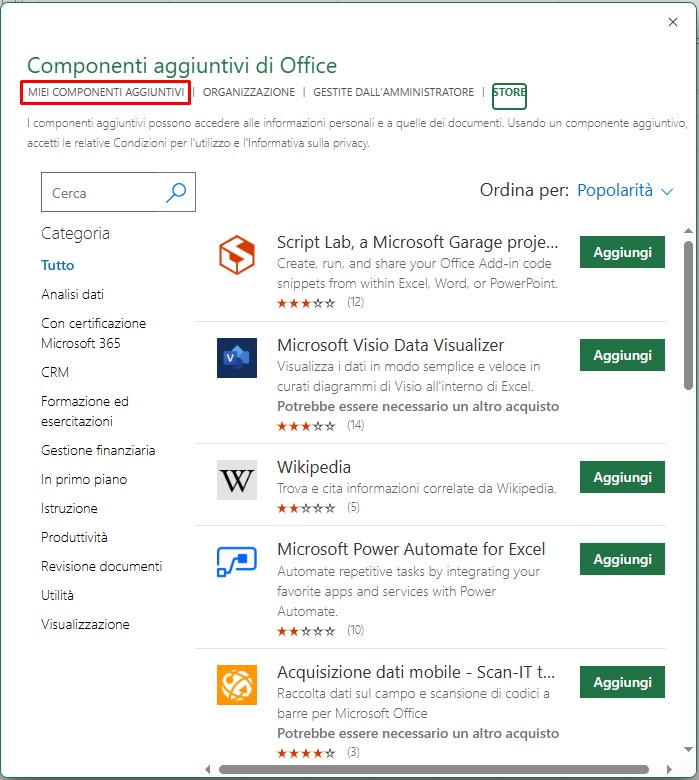 Componenti aggiuntivi di Office
MIEI COMPONENTI AGGIUNTIVI | ORGANIZZAZIONE | GESTITE DALL'AMMINISTRATORE | STORE
I componenti aggiuntivi possono accedere alle informazioni personali e a quelle dei documenti. Usando un componente aggiuntivo,
accetti le relative Condizioni per l'utilizzo e l'Informativa sulla privacy.
Cerca
Ordina per: Popolarità
Categoria
Tutto
Analisi dati
Con certificazione
Microsoft 365
CRM
Formazione ed
esercitazioni
Gestione finanziaria
In primo piano
Istruzione
Produttività
Revisione documenti
Utilità
Visualizzazione
Script Lab, a Microsoft Garage proje...
Create, run, and share your Office Add-in code
snippets from within Excel, Word, or PowerPoint.
(12)
Aggiungi
Microsoft Visio Data Visualizer
Visualizza i dati in modo semplice e veloce in
curati diagrammi di Visio all'interno di Excel.
Potrebbe essere necessario un altro acquisto
(14)
Aggiungi
V
Wikipedia
Trova e cita informazioni correlate da Wikipedia.
(5)
Aggiungi
W
Microsoft Power Automate for Excel
Automate repetitive tasks by integrating your
favorite apps and services with Power
Automate.
(10)
Aggiungi
Acquisizione dati mobile - Scan-IT t...
Raccolta dati sul campo e scansione di codici a
barre per Microsoft Office
Potrebbe essere necessario un altro acquisto
(3)
Aggiungi